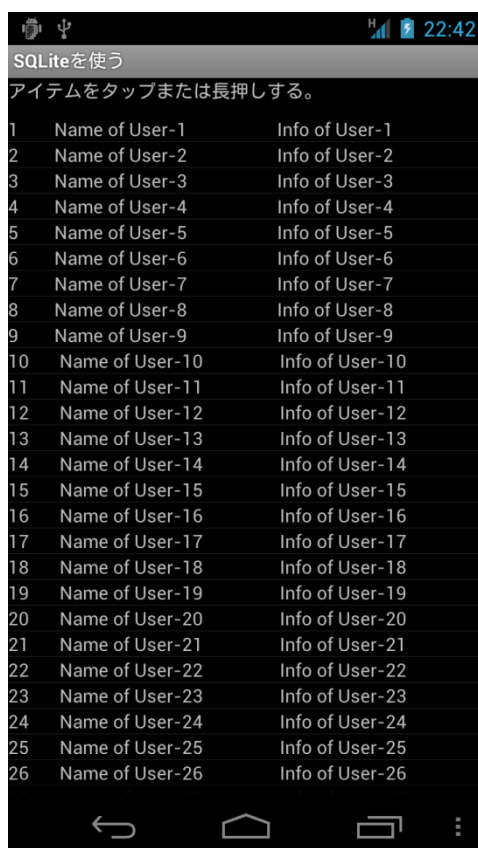 H 22:42
SQLiteを使う
アイテムをタップまたは長押しする。
1 Name of User-1 Info of User-1
2 Name of User-2 Info of User-2
3 Name of User-3 Info of User-3
4 Name of User-4 Info of User-4
5 Name of User-5 Info of User-5
6 Name of User-6 Info of User-6
7 Name of User-7 Info of User-7
8 Name of User-8 Info of User-8
9 Name of User-9 Info of User-9
10 Name of User-10 Info of User-10
11 Name of User-11 Info of User-11
12 Name of User-12 Info of User-12
13 Name of User-13 Info of User-13
14 Name of User-14 Info of User-14
15 Name of User-15 Info of User-15
16 Name of User-16 Info of User-16
17 Name of User-17 Info of User-17
18 Name of User-18 Info of User-18
19 Name of User-19 Info of User-19
20 Name of User-20 Info of User-20
21 Name of User-21 Info of User-21
22 Name of User-22 Info of User-22
23 Name of User-23 Info of User-23
24 Name of User-24 Info of User-24
25 Name of User-25 Info of User-25
26 Name of User-26 Info of User-26